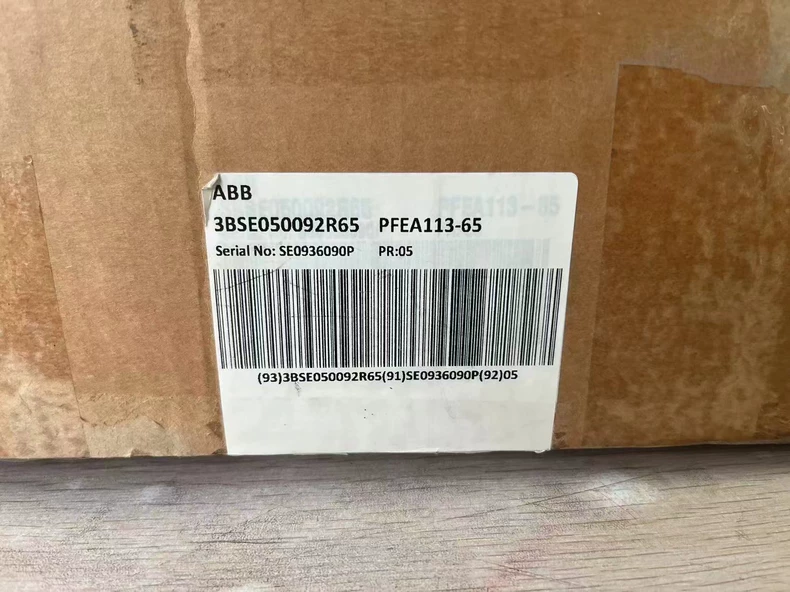 ABB
3BSE050092R65 PFEA113-65
Serial No: SE0936090P PR:05
(93)3BSE050092R65(91)SE0936090P(92)05